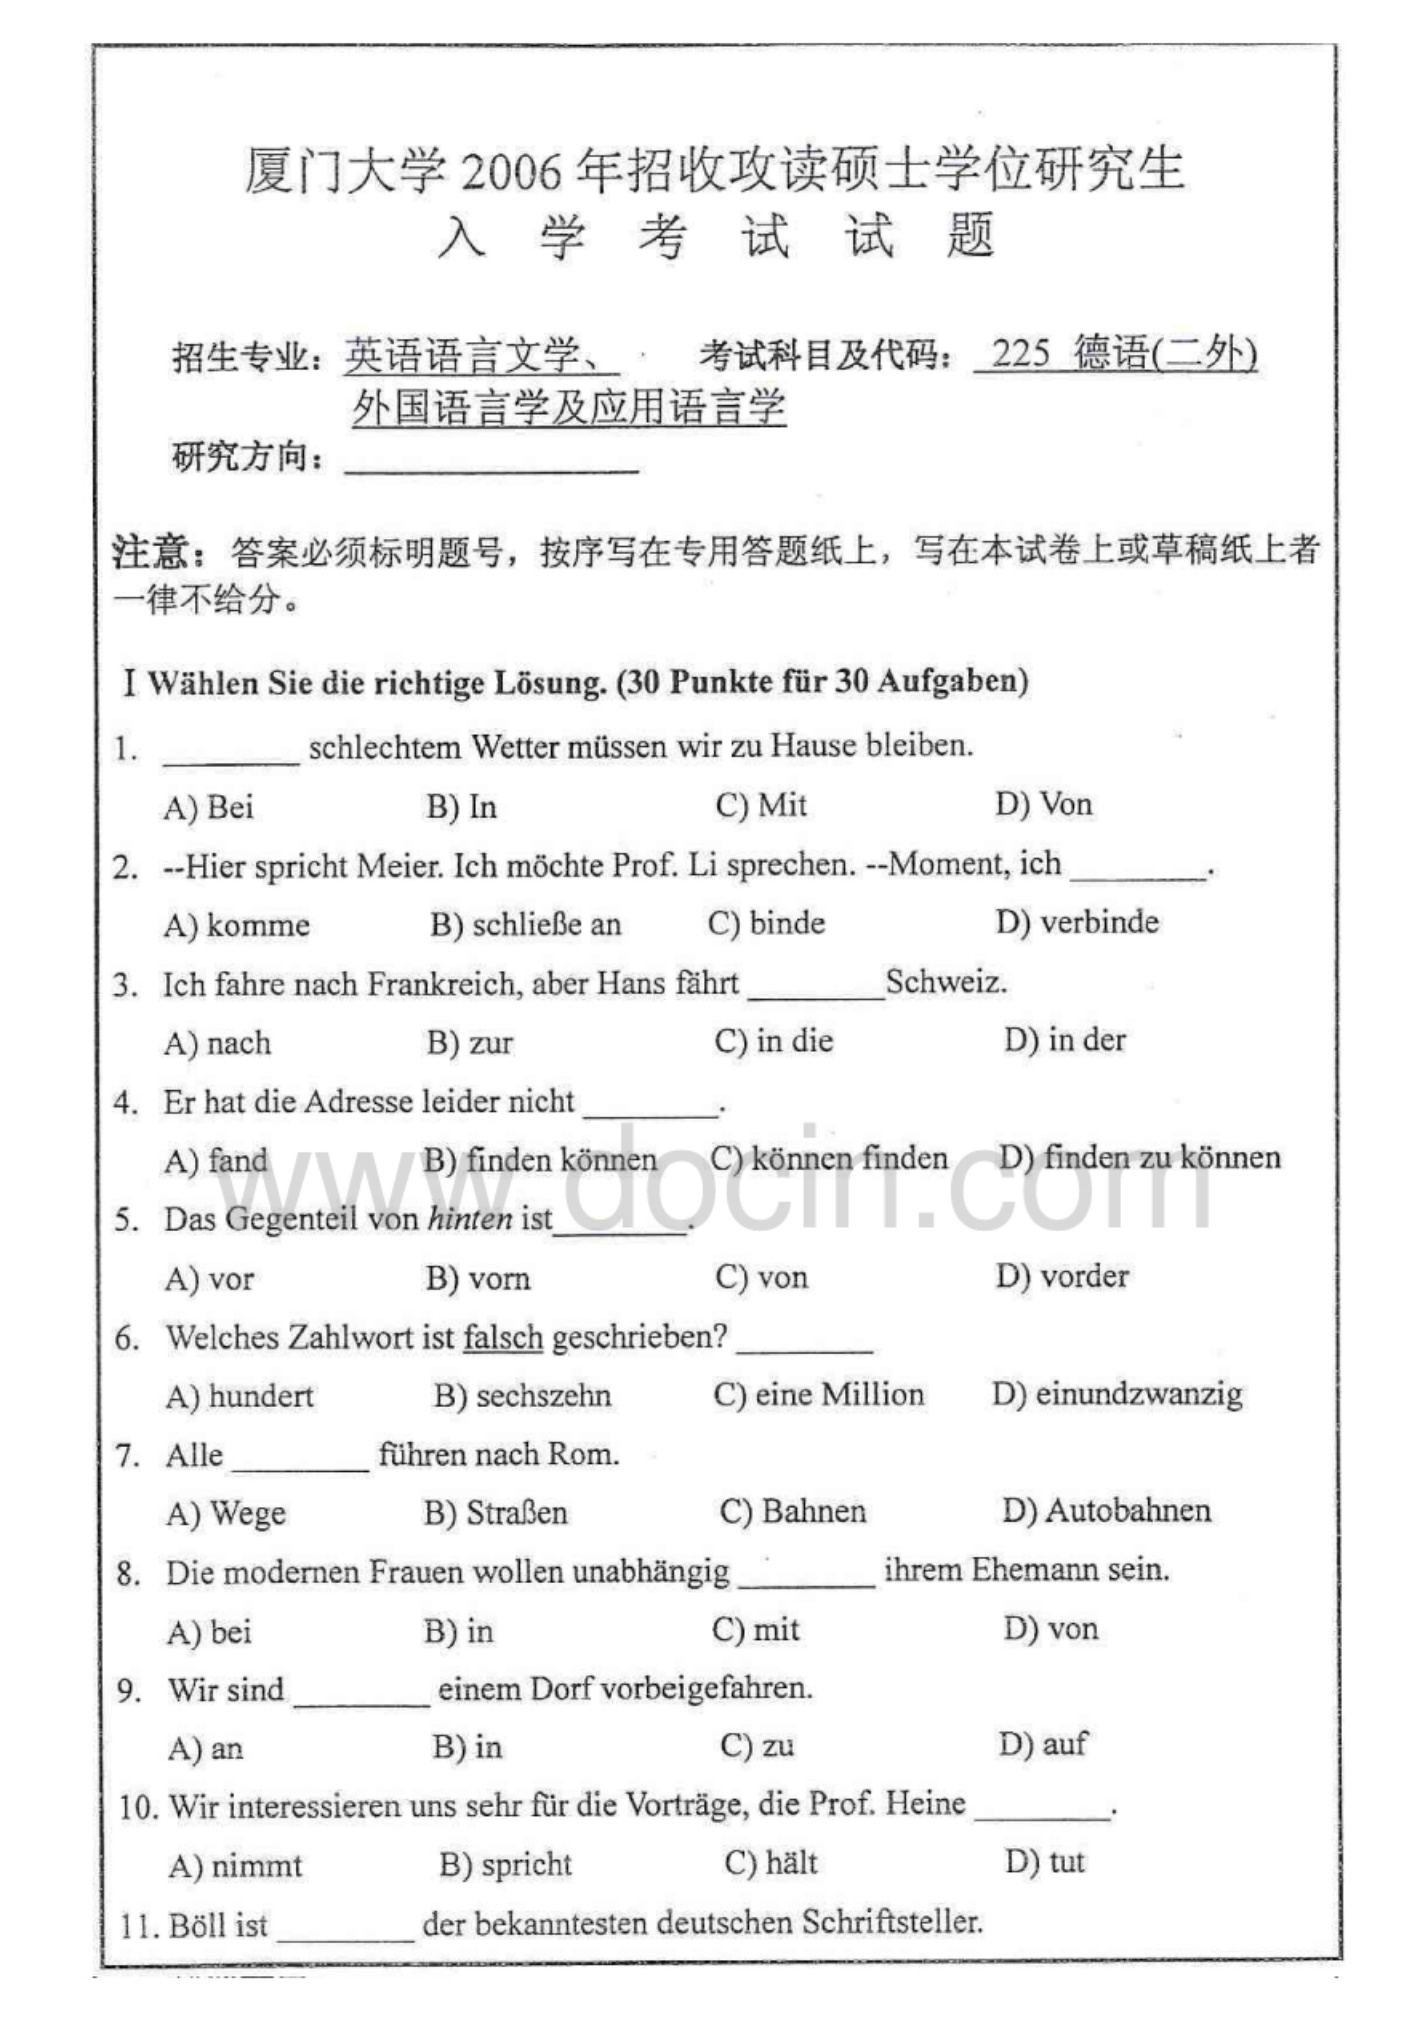 厦门大学 2006 年招收攻读硕士学位研究生
入 学 考 试 试 题
招生专业：英语语言文学、 考试科目及代码： 225 德语(二外)
外国语言学及应用语言学
研究方向：
注意：答案必须标明题号，按序写在专用答题纸上，写在本试卷上或草稿纸上者
一律不给分。
I Wählen Sie die richtige Lösung. (30 Punkte für 30 Aufgaben)
1. ________ schlechtem Wetter müssen wir zu Hause bleiben.
A) Bei B) In C) Mit D) Von
2. --Hier spricht Meier. Ich möchte Prof. Li sprechen. --Moment, ich ________.
A) komme B) schließe an C) binde D) verbinde
3. Ich fahre nach Frankreich, aber Hans fährt ________Schweiz.
A) nach B) zur C) in die D) in der
4. Er hat die Adresse leider nicht ________.
A) fand B) finden können C) können finden D) finden zu können
www.docin.com
5. Das Gegenteil von hinten ist________.
A) vor B) vorn C) von D) vorder
6. Welches Zahlwort ist falsch geschrieben? ________
A) hundert B) sechszehn C) eine Million D) einundzwanzig
7. Alle ________ führen nach Rom.
A) Wege B) Straßen C) Bahnen D) Autobahnen
8. Die modernen Frauen wollen unabhängig ________ ihrem Ehemann sein.
A) bei B) in C) mit D) von
9. Wir sind ________ einem Dorf vorbeigefahren.
A) an B) in C) zu D) auf
10. Wir interessieren uns sehr für die Vorträge, die Prof. Heine ________.
A) nimmt B) spricht C) hält D) tut
11. Böll ist ________ der bekanntesten deutschen Schriftsteller.